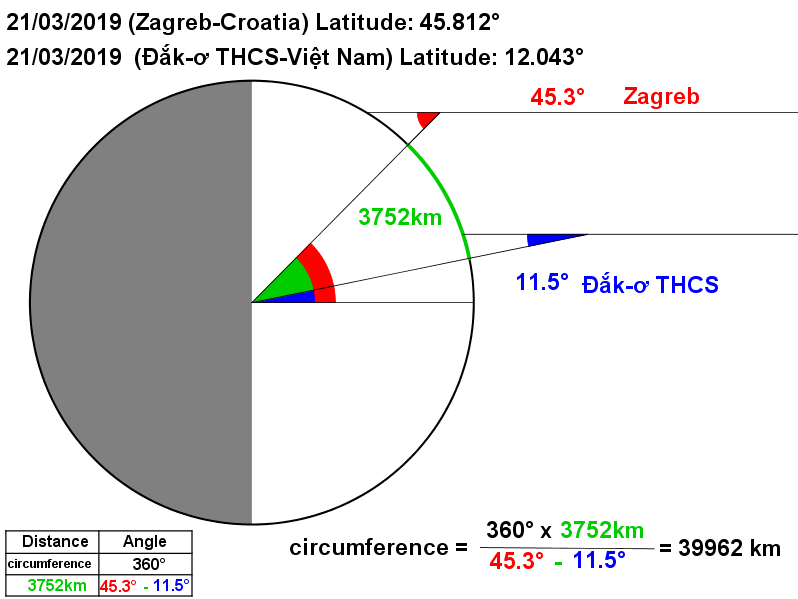 21/03/2019 (Zagreb-Croatia) Latitude: 45.812°
21/03/2019 (Đắk-ơ THCS-Việt Nam) Latitude: 12.043°
45.3° Zagreb
3752km
11.5° Đắk-ơ THCS
Distance Angle
circumference 360°
3752km 45.3° - 11.5°
circumference = 360° x 3752km
45.3° - 11.5°
= 39962 km